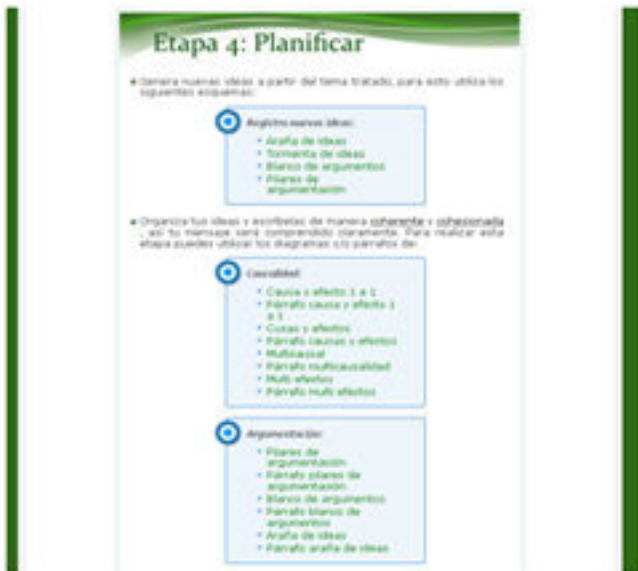 Etapa 4: Planificar
Genera nuevas ideas a partir del tema tratado, para esto utiliza los
siguientes esquemas:
Registro nuevas ideas:
Araña de ideas
Tormenta de ideas
Blanco de argumentos
Pilares de
argumentación
Organiza tus ideas y escríbelas de manera coherente y cohesionada
, así tu mensaje será comprendido claramente. Para realizar esta
etapa puedes utilizar los diagramas y/o párrafos de:
Causalidad:
Causa y efecto 1 a 1
Párrafo causa y efecto 1
a 1
Cusas y efectos
Párrafo causas y efectos
Multicausal
Párrafo multicausalidad
Multi efectos
Párrafo multi efectos
Argumentación:
Pilares de
argumentación
Párrafo pilares de
argumentación
Blanco de argumentos
Párrafo blanco de
argumentos
Araña de ideas
Párrafo araña de ideas